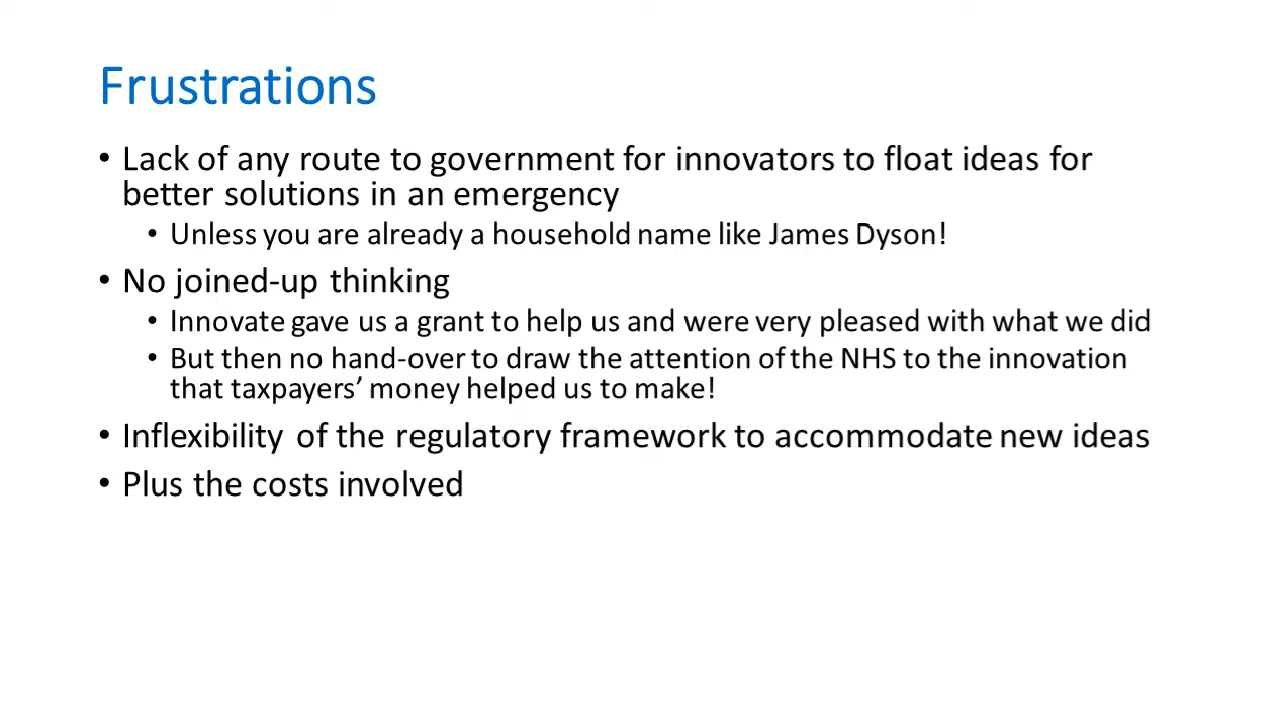 Frustrations
• Lack of any route to government for innovators to float ideas for
better solutions in an emergency
• Unless you are already a household name like James Dyson!
• No joined-up thinking
• Innovate gave us a grant to help us and were very pleased with what we did
• But then no hand-over to draw the attention of the NHS to the innovation
that taxpayers’ money helped us to make!
• Inflexibility of the regulatory framework to accommodate new ideas
• Plus the costs involved